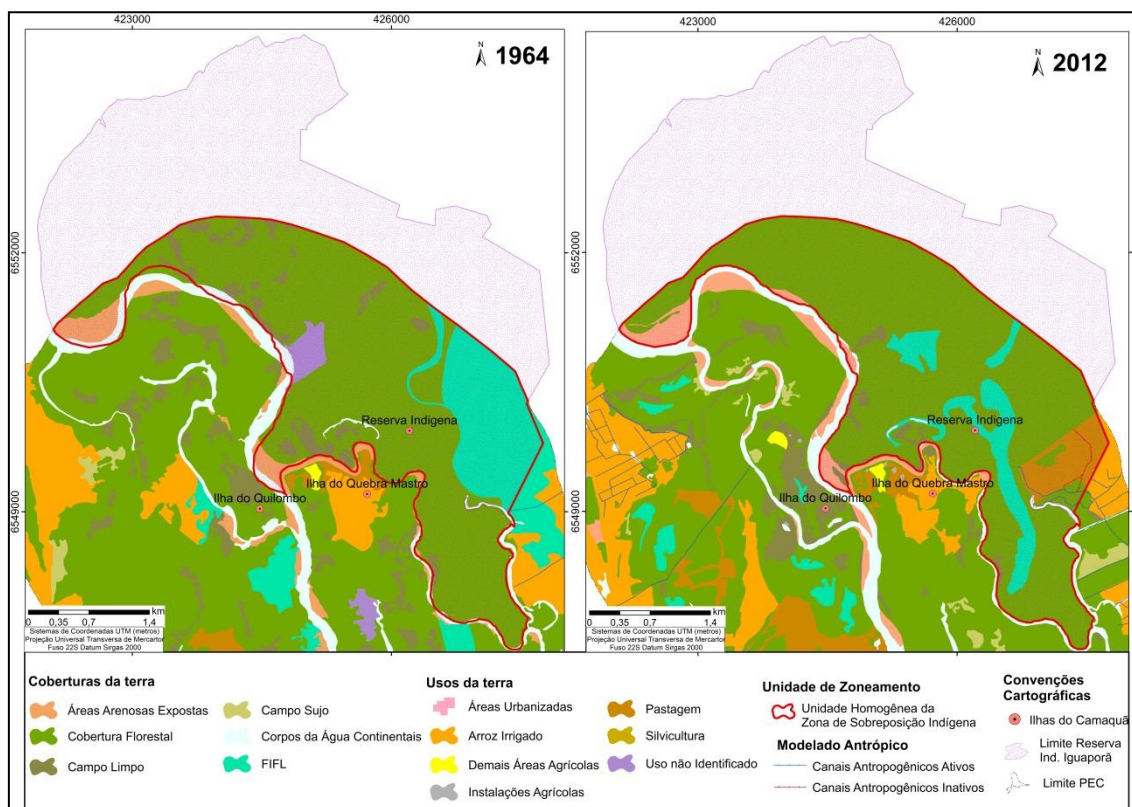 423000
426000
423000
426000
N
1964
N
2012
6552000
6552000
Reserva Indígena
Reserva Indígena
Ilha do Quebra Mastro
Ilha do Quilombo
Ilha do Quebra Mastro
Ilha do Quilombo
6549000
6549000
km
0 0,35 0,7 1,4
Sistemas de Coordenadas UTM (metros)
Projeção Universal Transversa de Mercartor
Fuso 22S Datum Sirgas 2000
km
0 0,35 0,7 1,4
Sistemas de Coordenadas UTM (metros)
Projeção Universal Transversa de Mercartor
Fuso 22S Datum Sirgas 2000
Coberturas da terra
Áreas Arenosas Expostas
Cobertura Florestal
Campo Limpo
Campo Sujo
Corpos da Água Continentais
FIFL
Usos da terra
Áreas Urbanizadas
Arroz Irrigado
Demais Áreas Agrícolas
Instalações Agrícolas
Pastagem
Silvicultura
Uso não Identificado
Unidade de Zoneamento
Unidade Homogênea da
Zona de Sobreposição Indígena
Modelado Antrópico
Canais Antropogênicos Ativos
Canais Antropogênicos Inativos
Convenções
Cartográficas
Ilhas do Camaquã
Limite Reserva
Ind. Iguaporã
Limite PEC